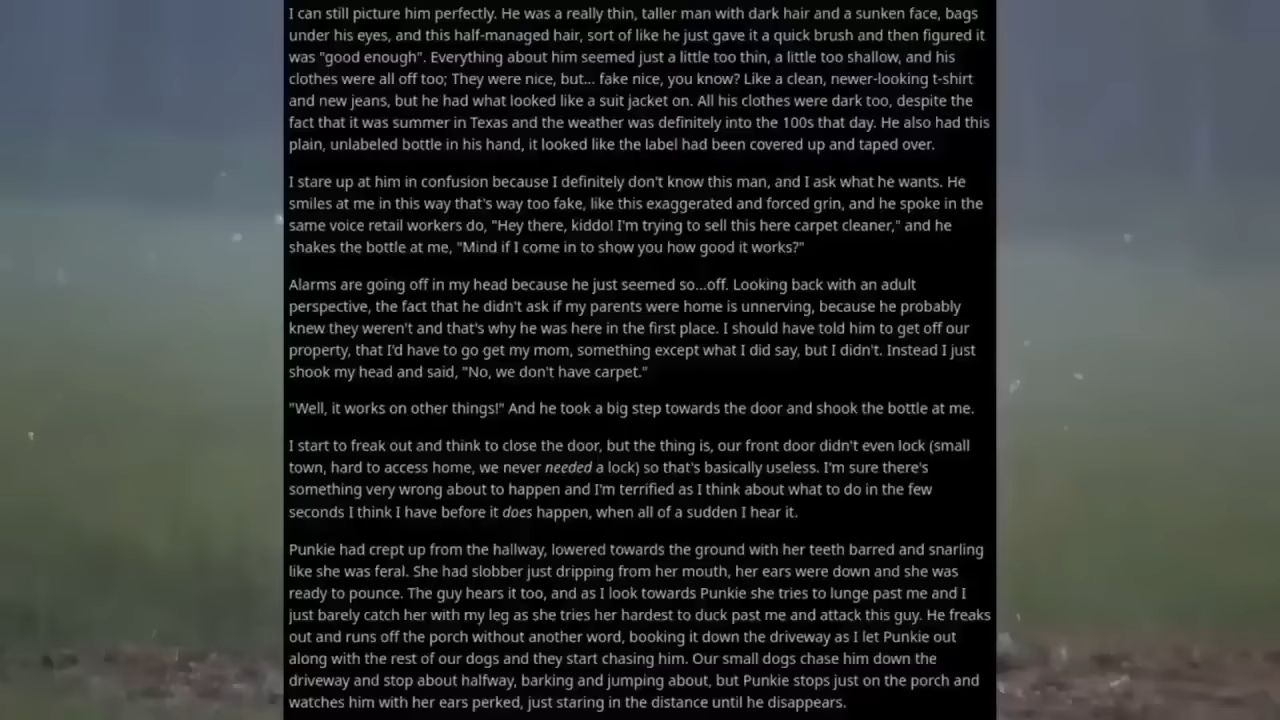 I can still picture him perfectly. He was a really thin, taller man with dark hair and a sunken face, bags
under his eyes, and this half-managed hair, sort of like he just gave it a quick brush and then figured it
was "good enough". Everything about him seemed just a little too thin, a little too shallow, and his
clothes were all off too; They were nice, but... fake nice, you know? Like a clean, newer-looking t-shirt
and new jeans, but he had what looked like a suit jacket on. All his clothes were dark too, despite the
fact that it was summer in Texas and the weather was definitely into the 100s that day. He also had this
plain, unlabeled bottle in his hand, it looked like the label had been covered up and taped over.
I stare up at him in confusion because I definitely don't know this man, and I ask what he wants. He
smiles at me in this way that's way too fake, like this exaggerated and forced grin, and he spoke in the
same voice retail workers do, "Hey there, kiddo! I'm trying to sell this here carpet cleaner," and he
shakes the bottle at me, "Mind if I come in to show you how good it works?"
Alarms are going off in my head because he just seemed so...off. Looking back with an adult
perspective, the fact that he didn't ask if my parents were home is unnerving, because he probably
knew they weren't and that's why he was here in the first place. I should have told him to get off our
property, that I'd have to go get my mom, something except what I did say, but I didn't. Instead I just
shook my head and said, "No, we don't have carpet."
"Well, it works on other things!" And he took a big step towards the door and shook the bottle at me.
I start to freak out and think to close the door, but the thing is, our front door didn't even lock (small
town, hard to access home, we never needed a lock) so that's basically useless. I'm sure there's
something very wrong about to happen and I'm terrified as I think about what to do in the few
seconds I think I have before it does happen, when all of a sudden I hear it.
Punkie had crept up from the hallway, lowered towards the ground with her teeth barred and snarling
like she was feral. She had slobber just dripping from her mouth, her ears were down and she was
ready to pounce. The guy hears it too, and as I look towards Punkie she tries to lunge past me and I
just barely catch her with my leg as she tries her hardest to duck past me and attack this guy. He freaks
out and runs off the porch without another word, booking it down the driveway as I let Punkie out
along with the rest of our dogs and they start chasing him. Our small dogs chase him down the
driveway and stop about halfway, barking and jumping about, but Punkie stops just on the porch and
watches him with her ears perked, just staring in the distance until he disappears.